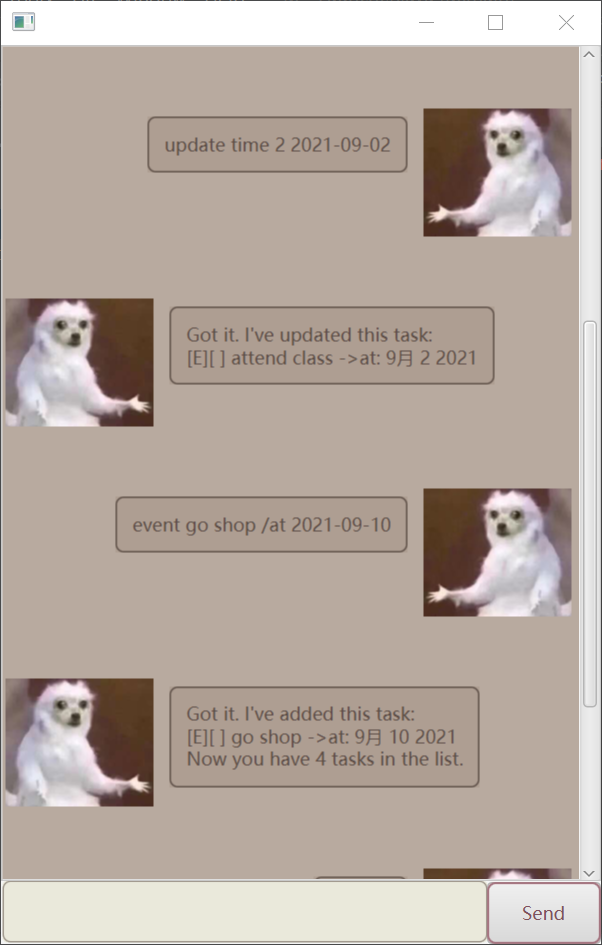 update time 2 2021-09-02
Got it. I've updated this task:
[E][ ] attend class ->at: 9月 2 2021
event go shop /at 2021-09-10
Got it. I've added this task:
[E][ ] go shop ->at: 9月 10 2021
Now you have 4 tasks in the list.
Send